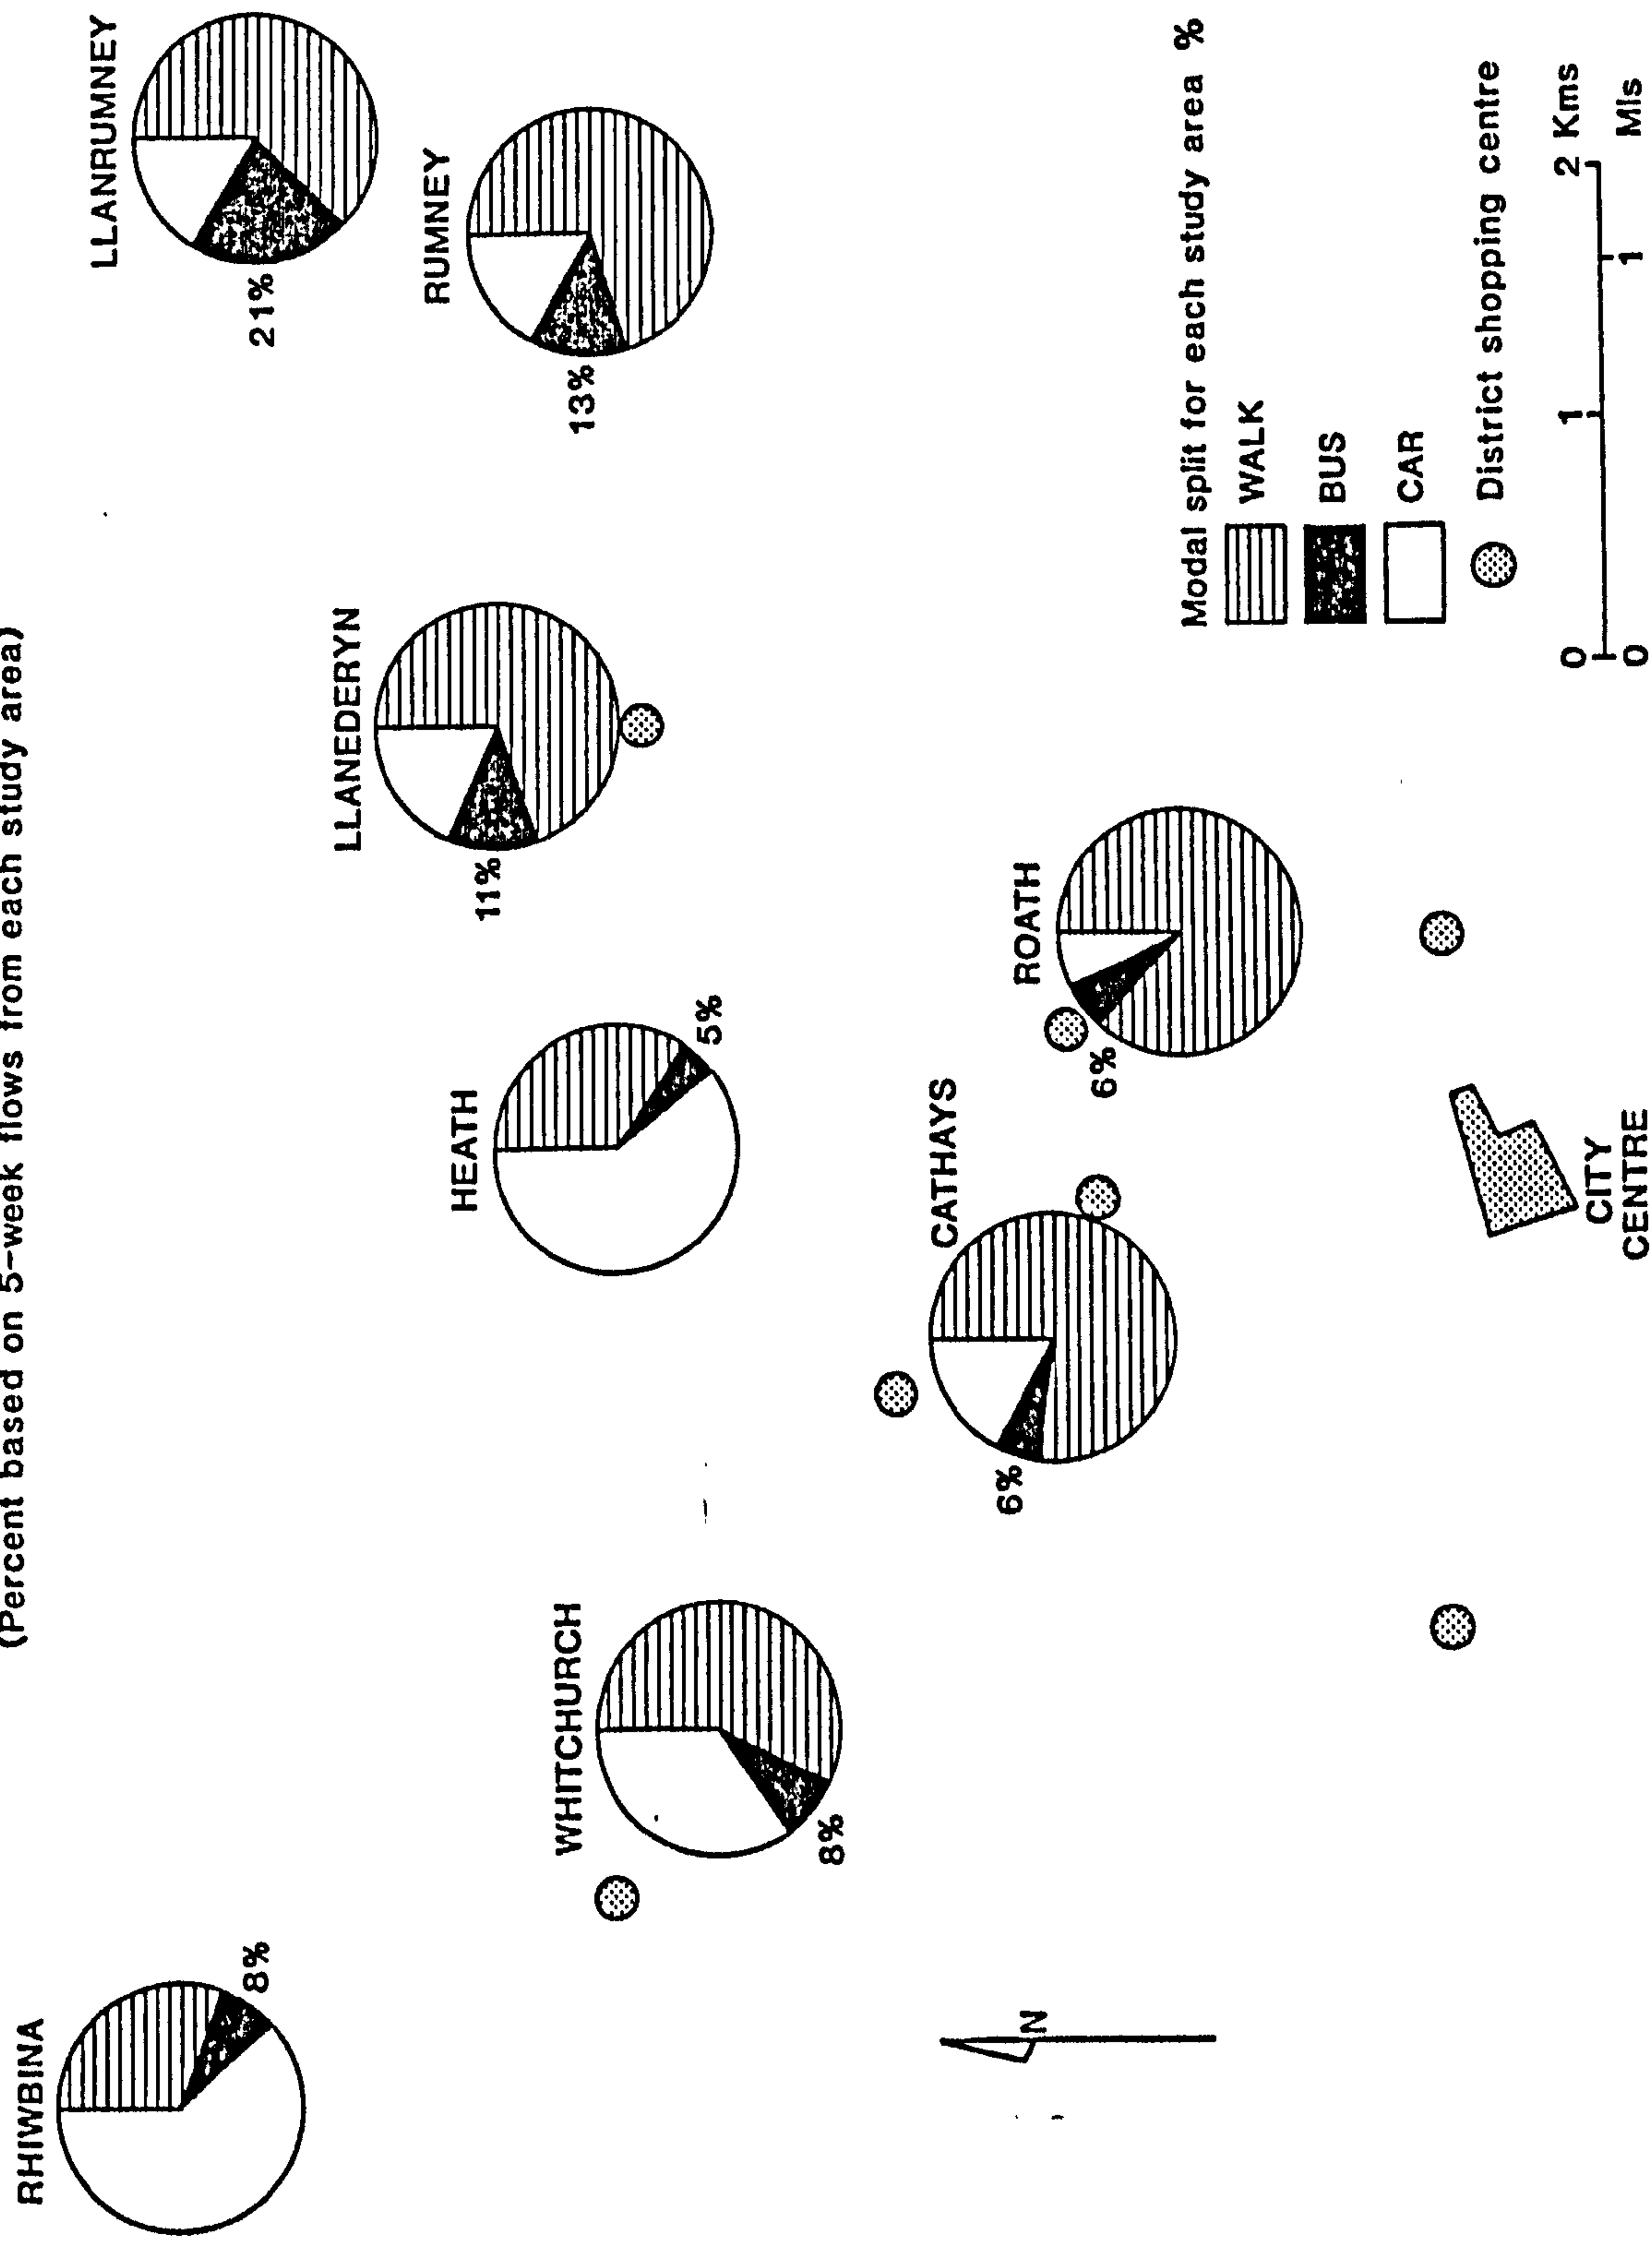 (Percent based on 5-week flows from each study area)
RHIWBINA
8%
WHITCHURCH
8%
HEATH
5%
LLANEDERYN
11%
LLANRUMNEY
21%
RUMNEY
13%
CATHAYS
6%
ROATH
6%
CITY
CENTRE
N
Modal split for each study area %
WALK
BUS
CAR
District shopping centre
0 1 2 Kms
0 1 Mls